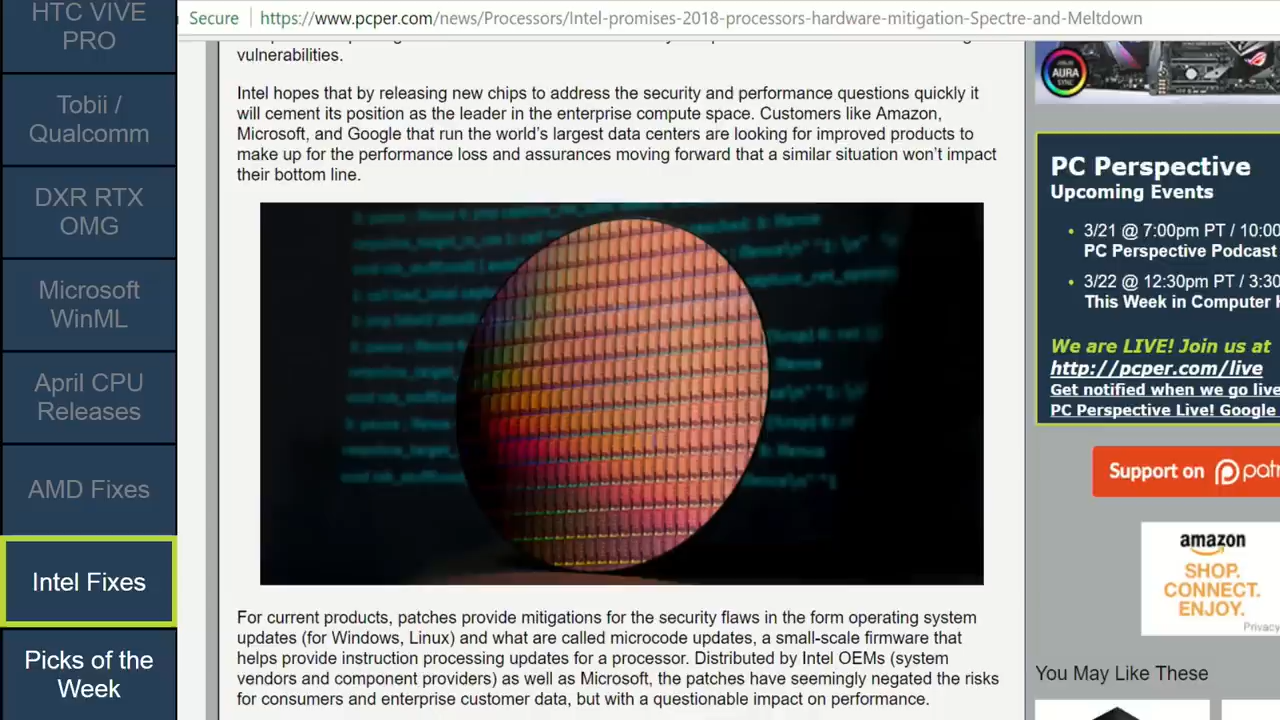 HTC VIVE
PRO
Tobii /
Qualcomm
DXR RTX
OMG
Microsoft
WinML
April CPU
Releases
AMD Fixes
Intel Fixes
Picks of the
Week
Secure
https://www.pcper.com/news/Processors/Intel-promises-2018-processors-hardware-mitigation-Spectre-and-Meltdown
vulnerabilities.
Intel hopes that by releasing new chips to address the security and performance questions quickly it
will cement its position as the leader in the enterprise compute space. Customers like Amazon,
Microsoft, and Google that run the world's largest data centers are looking for improved products to
make up for the performance loss and assurances moving forward that a similar situation won't impact
their bottom line.
For current products, patches provide mitigations for the security flaws in the form operating system
updates (for Windows, Linux) and what are called microcode updates, a small-scale firmware that
helps provide instruction processing updates for a processor. Distributed by Intel OEMs (system
vendors and component providers) as well as Microsoft, the patches have seemingly negated the risks
for consumers and enterprise customer data, but with a questionable impact on performance.
AURA
SYNC
PC Perspective
Upcoming Events
• 3/21 @ 7:00pm PT / 10:00
PC Perspective Podcast
• 3/22 @ 12:30pm PT / 3:30
This Week in Computer H
We are LIVE! Join us at
http://pcper.com/live
Get notified when we go live
PC Perspective Live! Google
Support on patr
amazon
SHOP.
CONNECT.
ENJOY.
Privacy
You May Like These